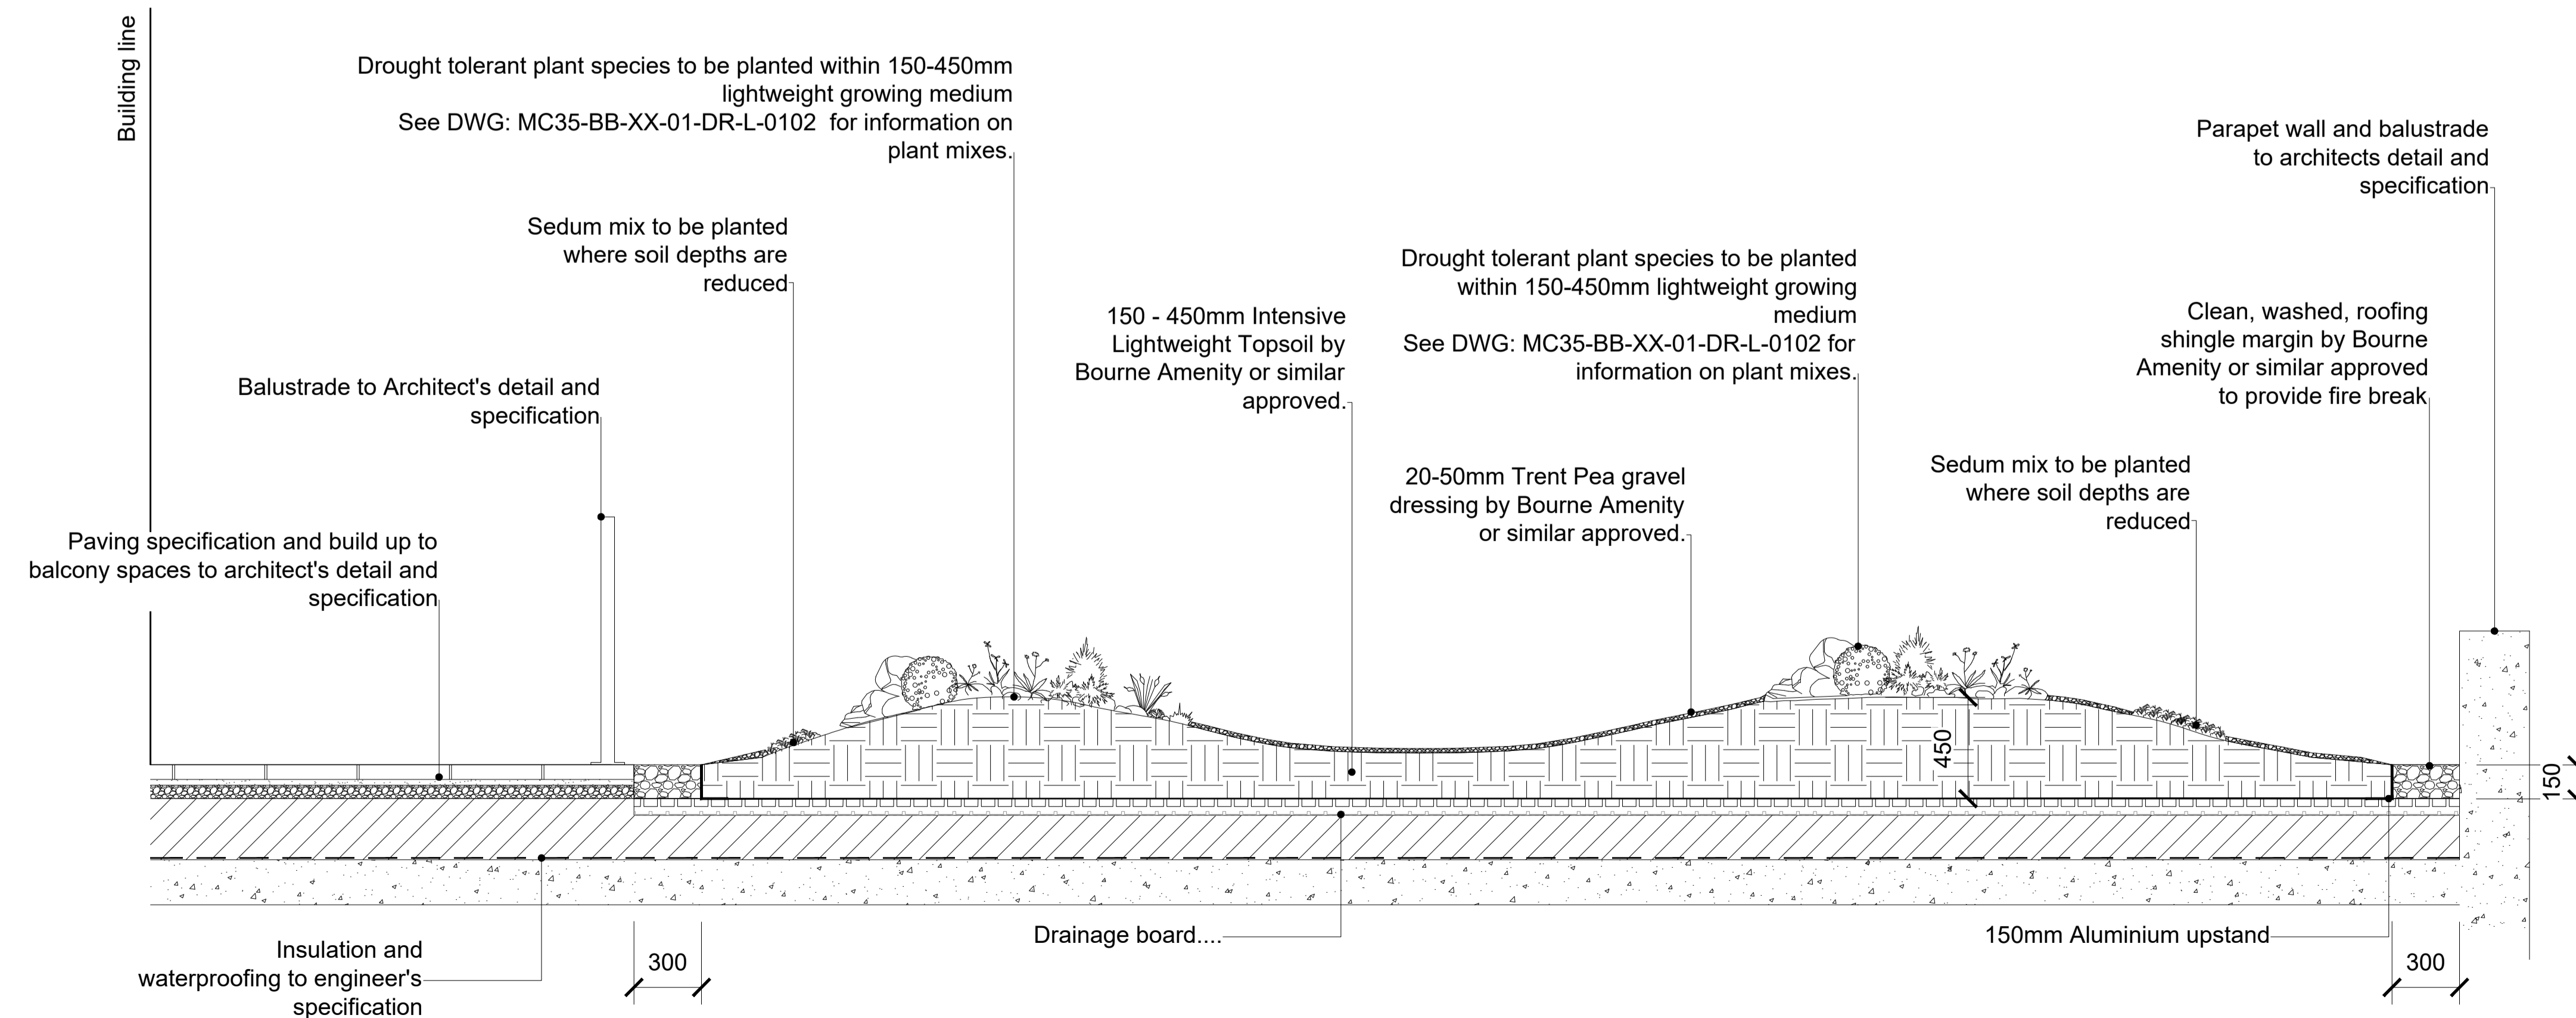 Building line
Drought tolerant plant species to be planted within 150-450mm
lightweight growing medium
See DWG: MC35-BB-XX-01-DR-L-0102  for information on
plant mixes.
Parapet wall and balustrade
to architects detail and
specification
Sedum mix to be planted
where soil depths are
reduced
Drought tolerant plant species to be planted
within 150-450mm lightweight growing
medium
See DWG: MC35-BB-XX-01-DR-L-0102 for
information on plant mixes.
150 - 450mm Intensive
Lightweight Topsoil by
Bourne Amenity or similar
approved.
Clean, washed, roofing
shingle margin by Bourne
Amenity or similar approved
to provide fire break
Balustrade to Architect's detail and
specification
20-50mm Trent Pea gravel
dressing by Bourne Amenity
or similar approved.
Sedum mix to be planted
where soil depths are
reduced
Paving specification and build up to
balcony spaces to architect's detail and
specification
450
150
Insulation and
waterproofing to engineer's
specification
300
Drainage board....
150mm Aluminium upstand
300